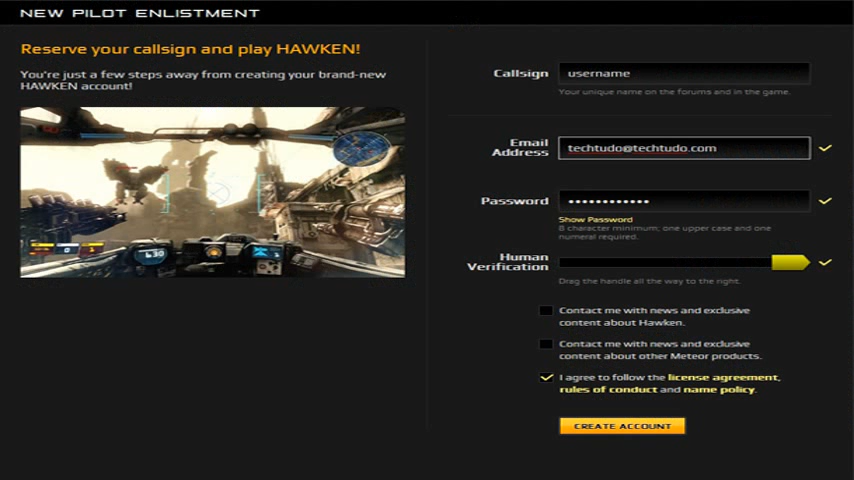 NEW PILOT ENLISTMENT
Reserve your callsign and play HAWKEN!
You're just a few steps away from creating your brand-new
HAWKEN account!
30
Callsign
username
Your unique name on the forums and in the game.
Email
Address
techtudo@techtudo.com
Password
••••••••••••
Show Password
8 character minimum; one upper case and one
numeral required.
Human
Verification
Drag the handle all the way to the right.
Contact me with news and exclusive
content about Hawken.
Contact me with news and exclusive
content about other Meteor products.
I agree to follow the license agreement,
rules of conduct and name policy.
CREATE ACCOUNT